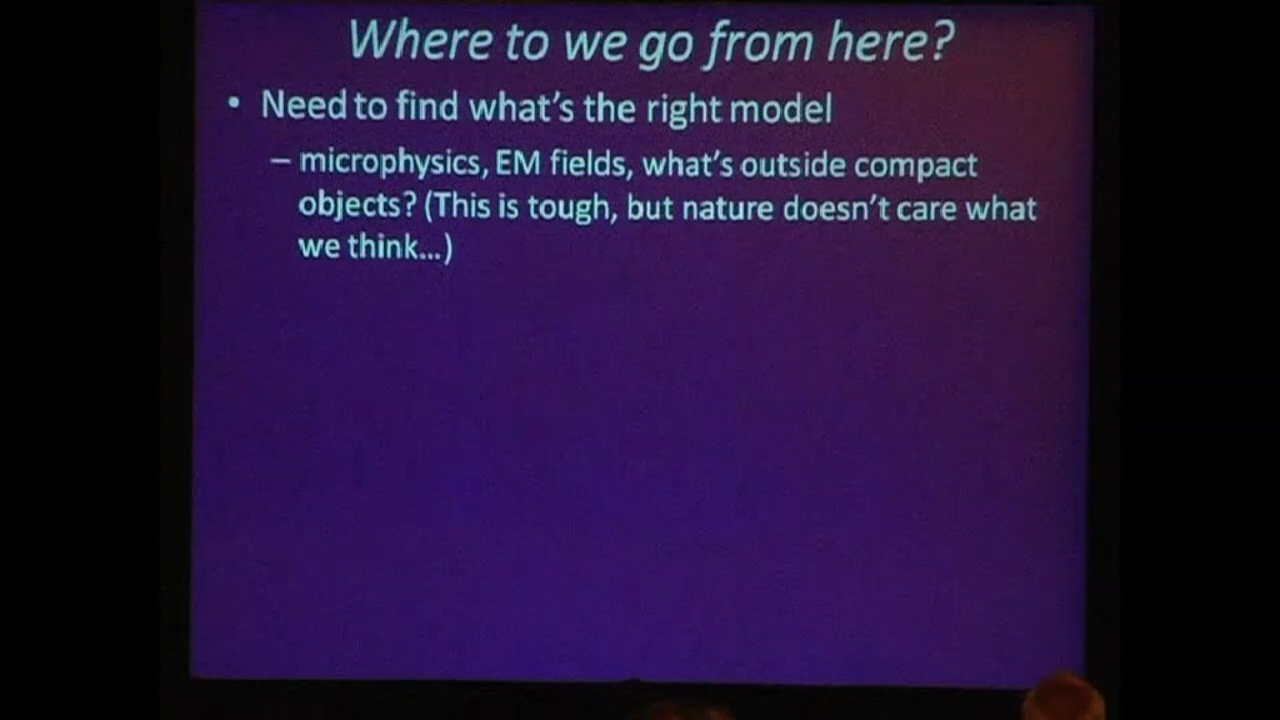 Where to we go from here?
• Need to find what's the right model
– microphysics, EM fields, what's outside compact
objects? (This is tough, but nature doesn't care what
we think...)